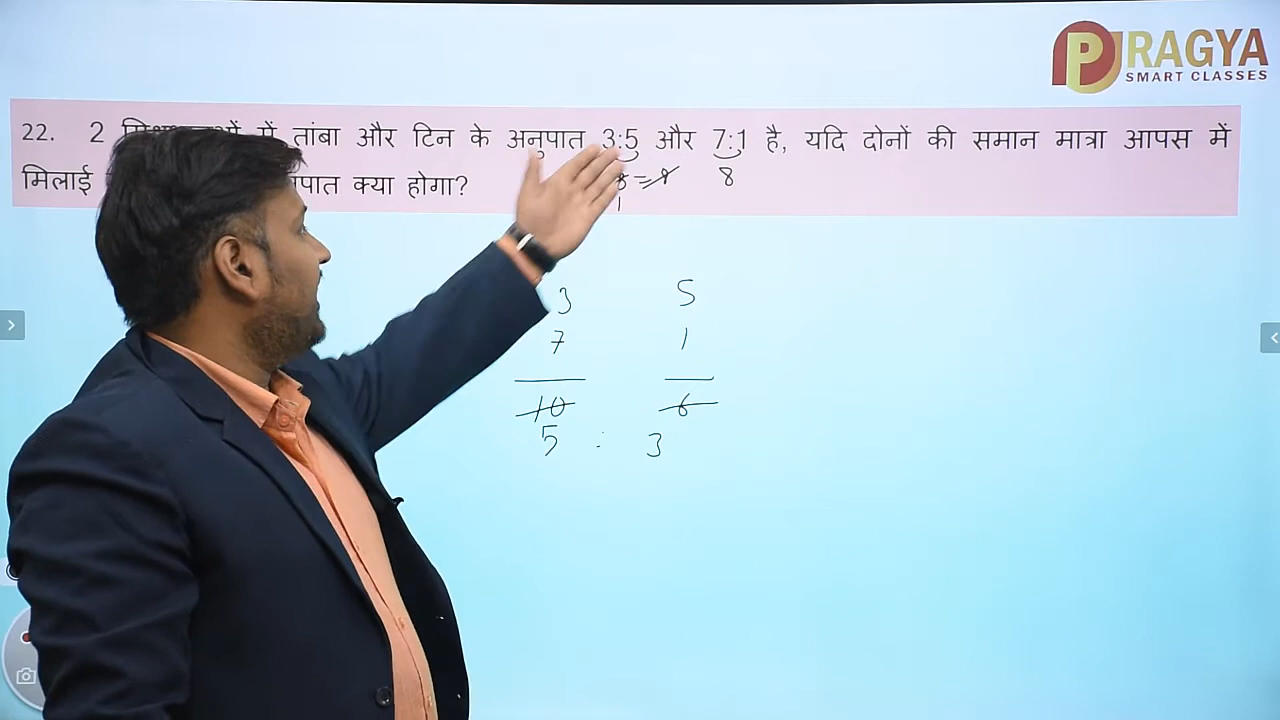 PRAGYA
SMART CLASSES
22. 2 में तांबा और टिन के अनुपात 3:5 और 7:1 है, यदि दोनों की समान मात्रा आपस में
मिलाई क्या होगा?
8
1
3 5
7 1
10 6
5 : 3